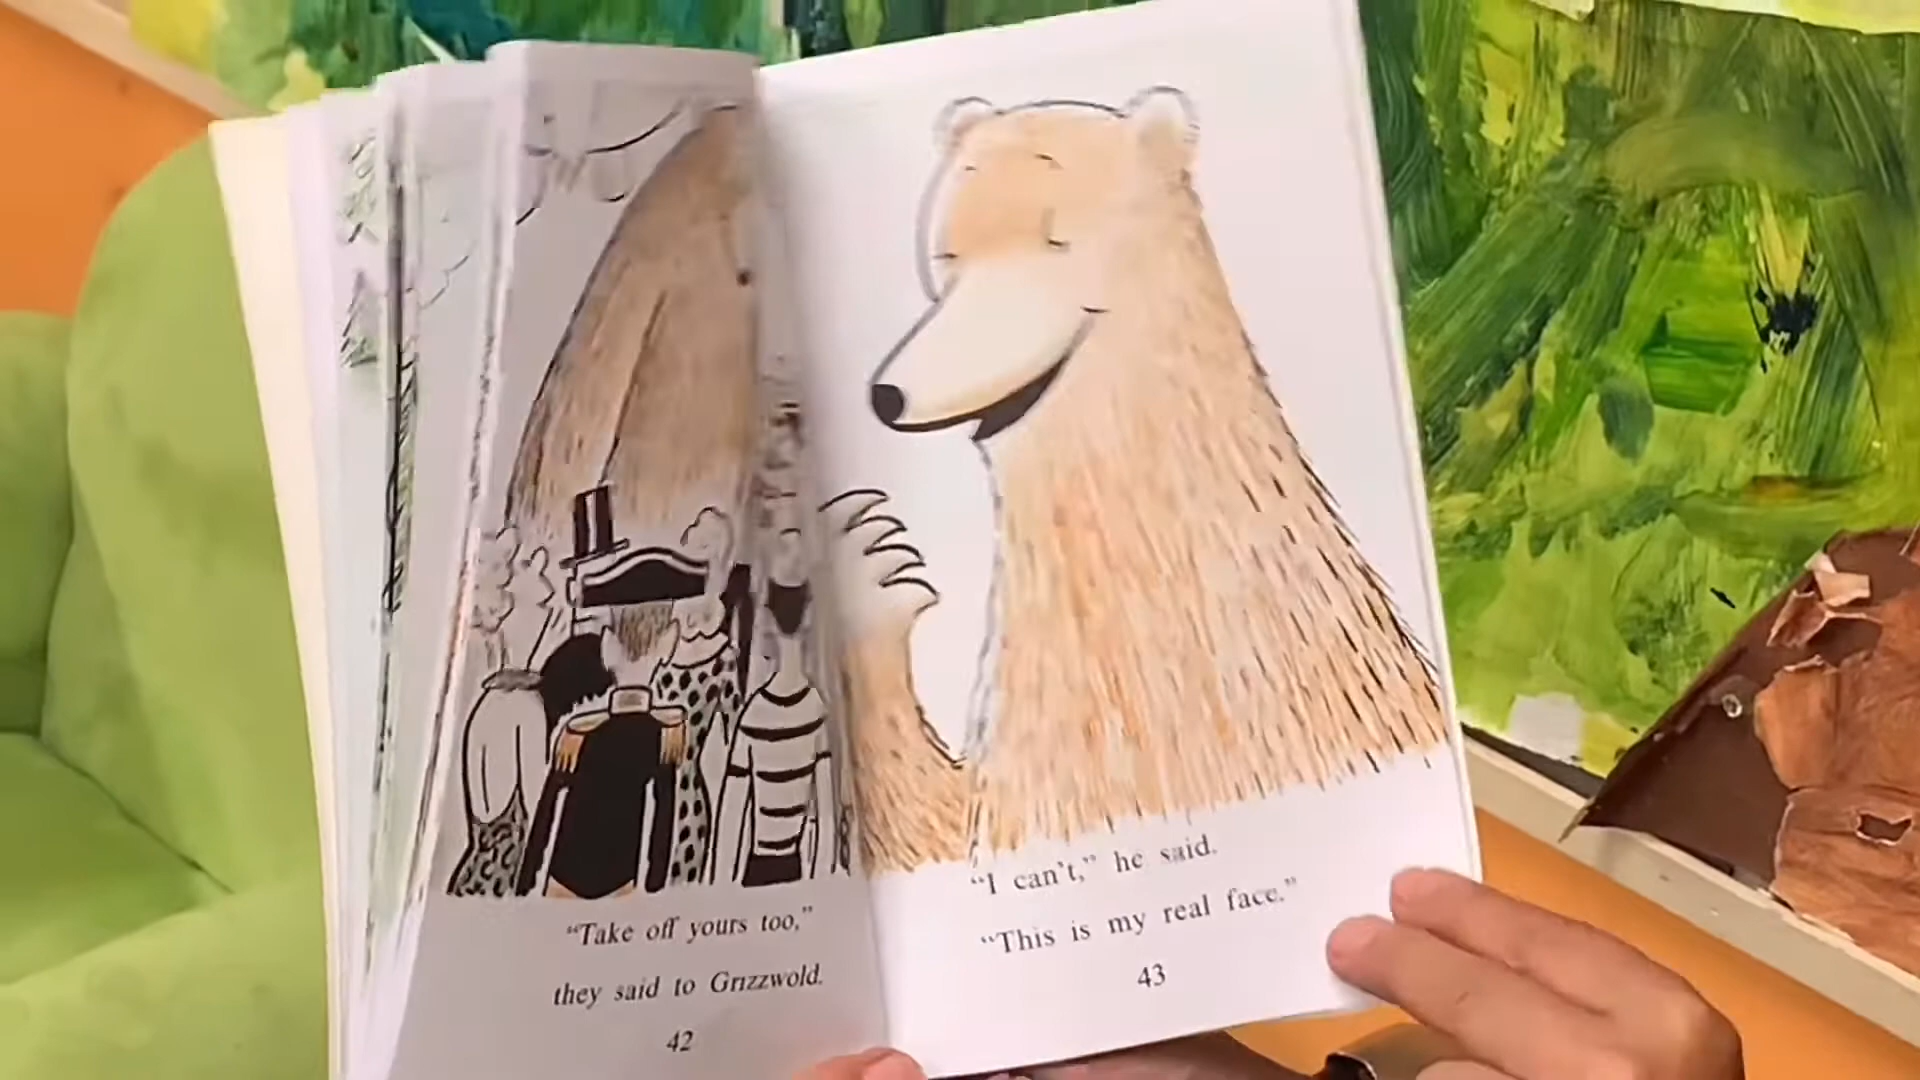 “Take off yours too,”
they said to Grizzwold.
42
“I can’t,” he said.
“This is my real face.”
43